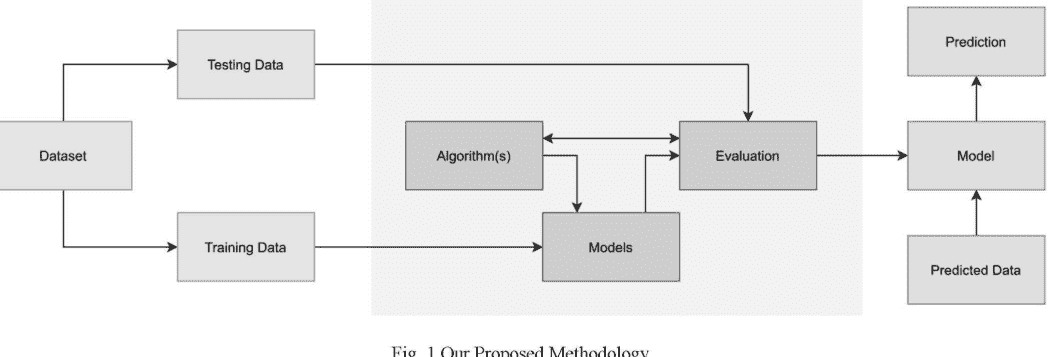 Testing Data
Prediction
Dataset
Algorithm(s)
Evaluation
Model
Training Data
Models
Predicted Data
Fig. 1 Our Proposed Methodology